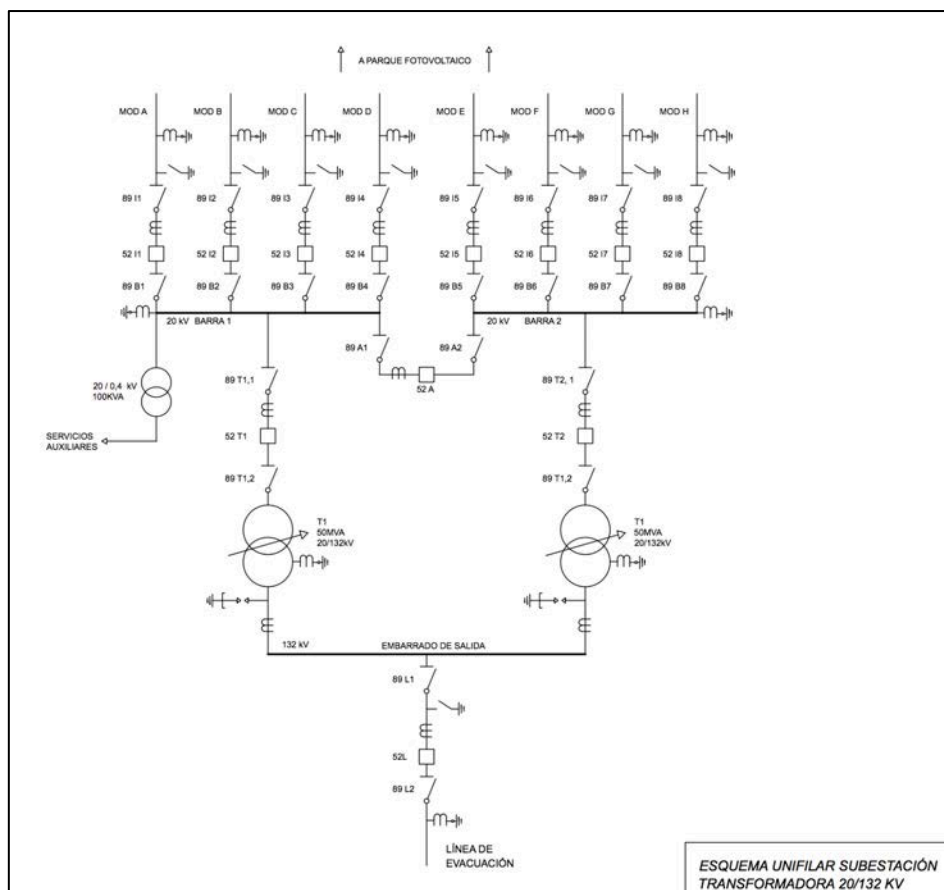 A PARQUE FOTOVOLTAICO
MOD A
MOD B
MOD C
MOD D
MOD E
MOD F
MOD G
MOD H
89 I1
89 I2
89 I3
89 I4
89 I5
89 I6
89 I7
89 I8
52 I1
52 I2
52 I3
52 I4
52 I5
52 I6
52 I7
52 I8
89 B1
89 B2
89 B3
89 B4
89 B5
89 B6
89 B7
89 B8
20 kV BARRA 1
20 kV BARRA 2
89 A1
89 A2
52 A
20 / 0,4 kV
100KVA
SERVICIOS
AUXILIARES
89 T1,1
89 T2, 1
52 T1
52 T2
89 T1,2
89 T1,2
T1
50MVA
20/132kV
T1
50MVA
20/132kV
132 kV
EMBARRADO DE SALIDA
89 L1
52L
89 L2
LÍNEA DE
EVACUACIÓN
ESQUEMA UNIFILAR SUBESTACIÓN
TRANSFORMADORA 20/132 KV